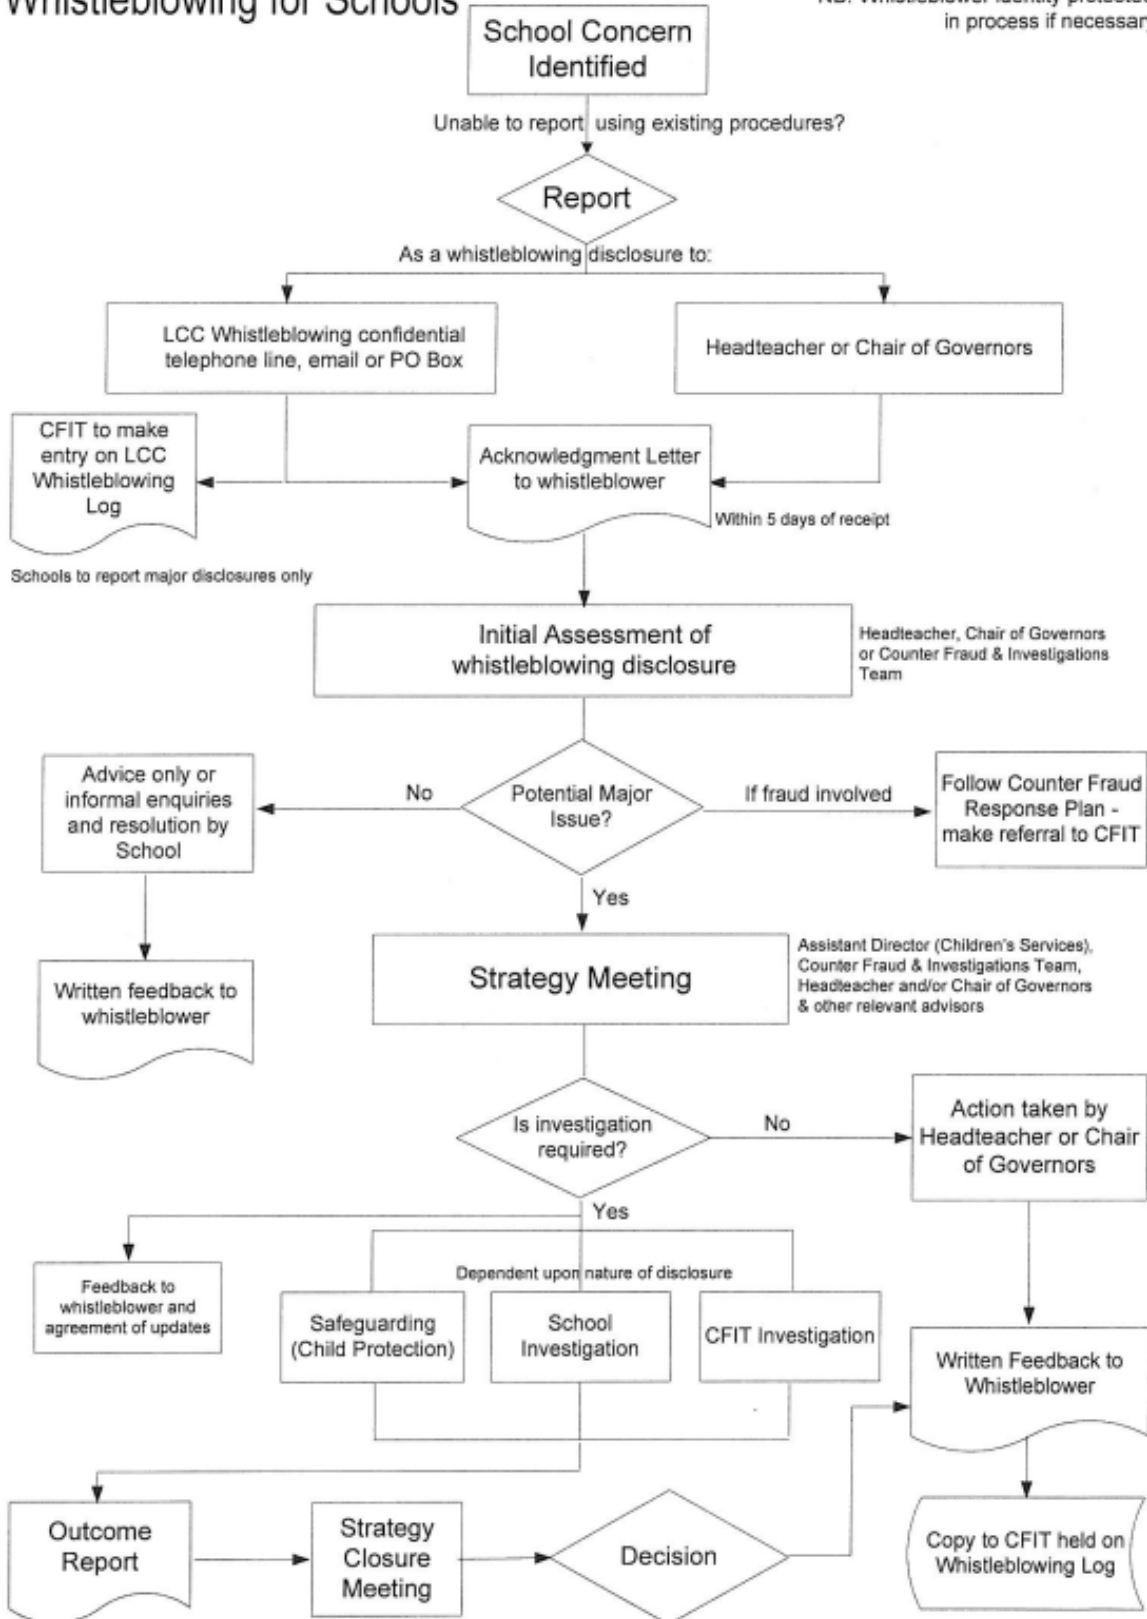 Whistleblowing for Schools
NB: Whistleblower identity protected
in process if necessary
School Concern
Identified
Unable to report using existing procedures?
Report
As a whistleblowing disclosure to:
LCC Whistleblowing confidential
telephone line, email or PO Box
Headteacher or Chair of Governors
CFIT to make
entry on LCC
Whistleblowing
Log
Acknowledgment Letter
to whistleblower
Within 5 days of receipt
Schools to report major disclosures only
Initial Assessment of
whistleblowing disclosure
Headteacher, Chair of Governors
or Counter Fraud & Investigations
Team
Advice only or
informal enquiries
and resolution by
School
No
Potential Major
Issue?
If fraud involved
Follow Counter Fraud
Response Plan -
make referral to CFIT
Yes
Written feedback to
whistleblower
Strategy Meeting
Assistant Director (Children's Services),
Counter Fraud & Investigations Team,
Headteacher and/or Chair of Governors
& other relevant advisors
Is investigation
required?
No
Action taken by
Headteacher or Chair
of Governors
Yes
Feedback to
whistleblower and
agreement of updates
Dependent upon nature of disclosure
Safeguarding
(Child Protection)
School
Investigation
CFIT Investigation
Written Feedback to
Whistleblower
Outcome
Report
Strategy
Closure
Meeting
Decision
Copy to CFIT held on
Whistleblowing Log